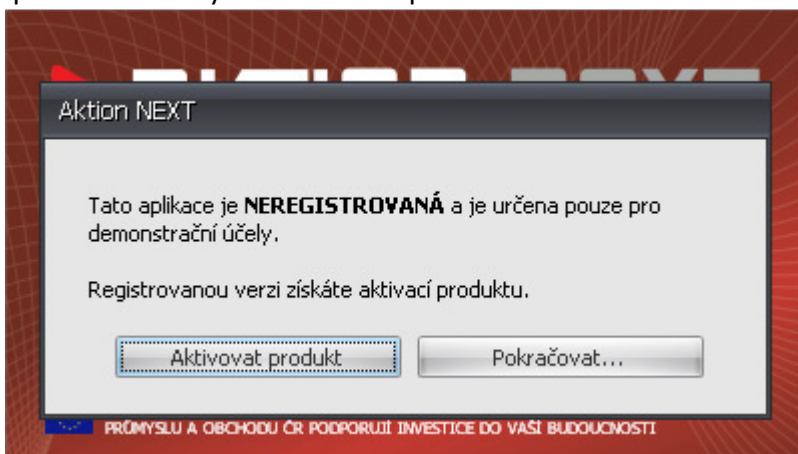 Aktion NEXT
Tato aplikace je NEREGISTROVANÁ a je určena pouze pro
demonstrační účely.
Registrovanou verzi získáte aktivací produktu.
Aktivovat produkt
Pokračovat...
PRŮMYSLU A OBCHODU ČR PODPORUJÍ INVESTICE DO VAŠÍ BUDOUCNOSTI